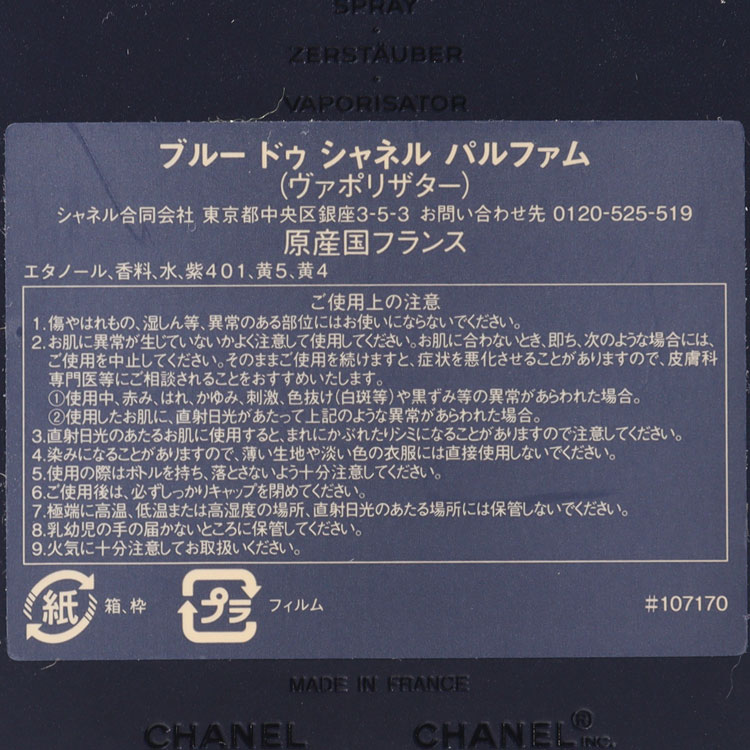 SPRAY
ZERSTÄUBER
VAPORISATOR
ブルー ドゥ シャネル パルファム
(ヴァポリザター)
シャネル合同会社 東京都中央区銀座3-5-3 お問い合わせ先 0120-525-519
原産国フランス
エタノール、香料、水、紫401、黄5、黄4
ご使用上の注意
1.傷やはれもの、湿しん等、異常のある部位にはお使いにならないでください。
2.お肌に異常が生じていないかよく注意して使用してください。お肌に合わないとき、即ち、次のような場合には、
ご使用を中止してください。そのままご使用を続けますと、症状を悪化させることがありますので、皮膚科
専門医等にご相談されることをおすすめいたします。
①使用中、赤み、はれ、かゆみ、刺激、色抜け(白斑等)や黒ずみ等の異常があらわれた場合。
②使用したお肌に、直射日光があたって上記のような異常があらわれた場合。
3.直射日光のあたるお肌に使用すると、まれにかぶれたりシミになることがありますので注意してください。
4.染みになることがありますので、薄い生地や淡い色の衣服には直接使用しないでください。
5.使用の際はボトルを持ち、落とさないよう十分注意してください。
6.ご使用後は、必ずしっかりキャップを閉めてください。
7.極端に高温、低温または高湿度の場所、直射日光のあたる場所には保管しないでください。
8.乳幼児の手の届かないところに保管してください。
9.火気に十分注意してお取扱いください。
紙 箱、枠 プラ フィルム #107170
MADE IN FRANCE
CHANEL CHANEL® INC.